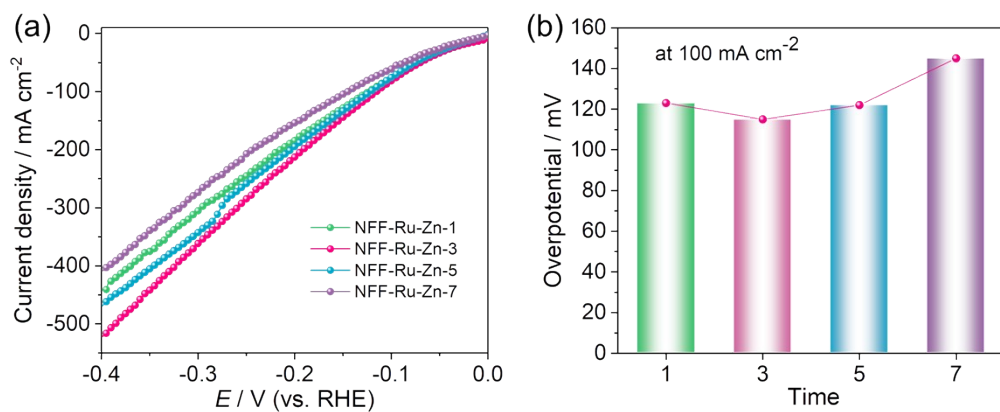 (a)
0
-100
-200
-300
-400
-500
Current density / mA cm⁻²
NFF-Ru-Zn-1
NFF-Ru-Zn-3
NFF-Ru-Zn-5
NFF-Ru-Zn-7
-0.4 -0.3 -0.2 -0.1 0.0
E / V (vs. RHE)
(b)
at 100 mA cm⁻²
160
140
120
100
80
60
40
20
0
Overpotential / mV
1 3 5 7
Time